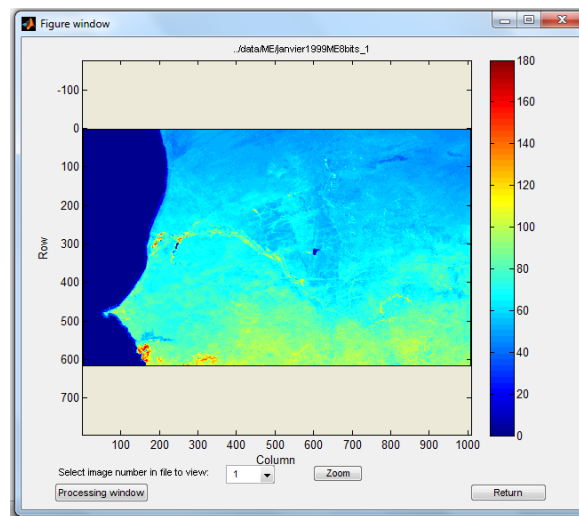 Figure window
../data/ME/janvier1999ME8bits_1
-100
0
100
200
300
400
500
600
700
Row
100 200 300 400 500 600 700 800 900 1000
Column
180
160
140
120
100
80
60
40
20
0
Select image number in file to view: 1 Zoom
Processing window Return